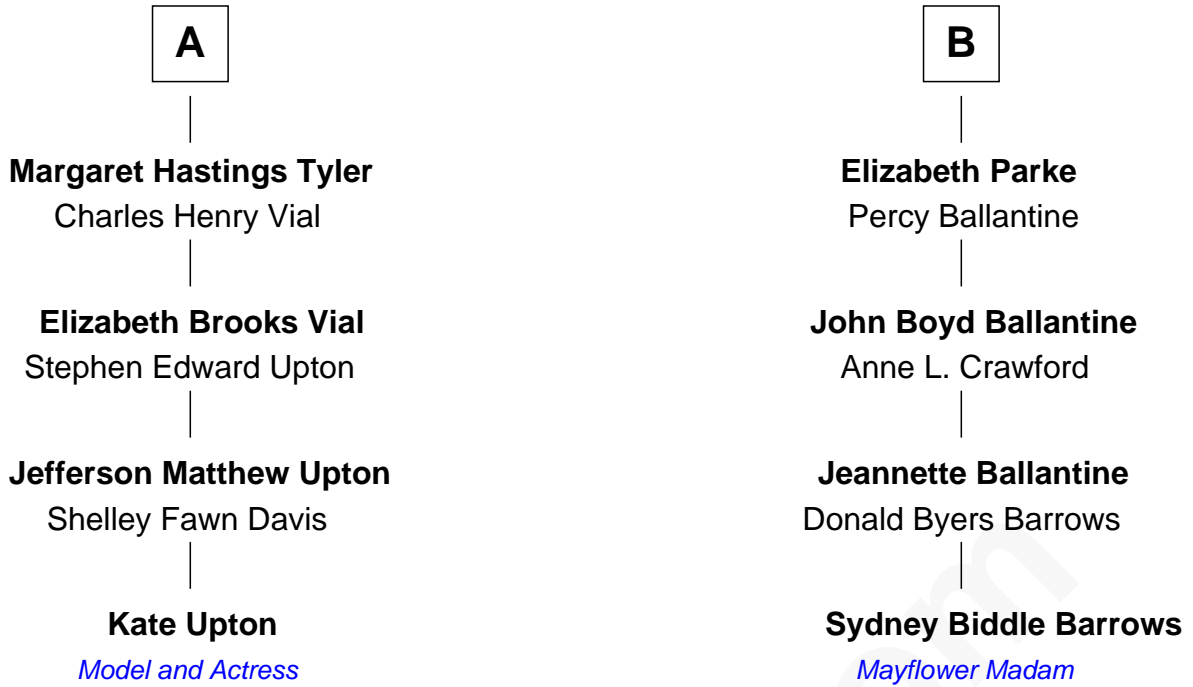 A
B
Margaret Hastings Tyler
Charles Henry Vial
Elizabeth Parke
Percy Ballantine
Elizabeth Brooks Vial
Stephen Edward Upton
John Boyd Ballantine
Anne L. Crawford
Jefferson Matthew Upton
Shelley Fawn Davis
Jeannette Ballantine
Donald Byers Barrows
Kate Upton
Model and Actress
Sydney Biddle Barrows
Mayflower Madam